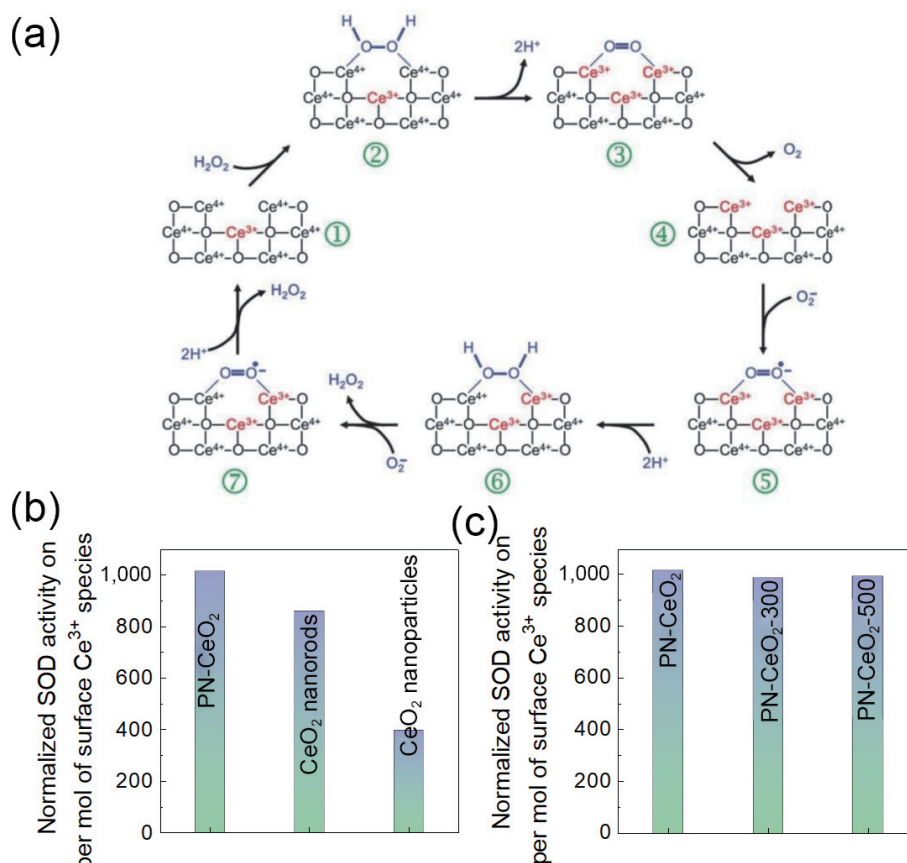 (a)
H H
O—O
O—Ce⁴⁺ Ce⁴⁺—O
Ce⁴⁺—O—Ce³⁺—O—Ce⁴⁺
O—Ce⁴⁺-O—Ce⁴⁺-O
②
2H⁺
O=O
O—Ce³⁺ Ce³⁺—O
Ce⁴⁺—O—Ce³⁺—O—Ce⁴⁺
O—Ce⁴⁺-O—Ce⁴⁺-O
③
H₂O₂
O₂
O—Ce⁴⁺ Ce⁴⁺-O
Ce⁴⁺—O—Ce³⁺—O—Ce⁴⁺
O—Ce⁴⁺-O—Ce⁴⁺-O
①
O—Ce³⁺ Ce³⁺-O
Ce⁴⁺—O—Ce³⁺—O—Ce⁴⁺
O—Ce⁴⁺-O—Ce⁴⁺-O
④
H₂O₂
2H⁺
O₂⁻
O=O•−
O—Ce⁴⁺ Ce³⁺—O
Ce⁴⁺—O—Ce³⁺—O—Ce⁴⁺
O—Ce⁴⁺-O—Ce⁴⁺-O
⑦
H₂O₂
O₂⁻
H H
O—O
O—Ce⁴⁺ Ce³⁺—O
Ce⁴⁺—O—Ce³⁺—O—Ce⁴⁺
O—Ce⁴⁺-O—Ce⁴⁺-O
⑥
2H⁺
O=O•−
O—Ce³⁺ Ce³⁺—O
Ce⁴⁺—O—Ce³⁺—O—Ce⁴⁺
O—Ce⁴⁺-O—Ce⁴⁺-O
⑤
(b)
Normalized SOD activity on
per mol of surface Ce³⁺ species
1,000
800
600
400
200
0
PN-CeO₂
CeO₂ nanorods
CeO₂ nanoparticles
(c)
Normalized SOD activity on
per mol of surface Ce³⁺ species
1,000
800
600
400
200
0
PN-CeO₂
PN-CeO₂-300
PN-CeO₂-500